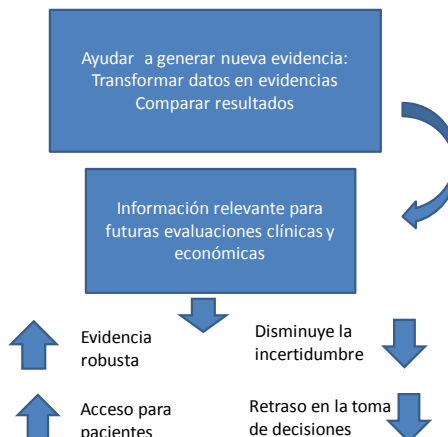 Ayudar a generar nueva evidencia:
Transformar datos en evidencias
Comparar resultados
Información relevante para
futuras evaluaciones clínicas y
económicas
Evidencia
robusta
Disminuye la
incertidumbre
Acceso para
pacientes
Retraso en la toma
de decisiones